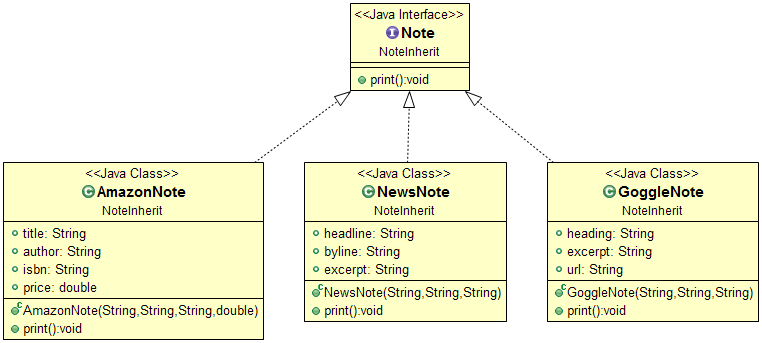 <<Java Interface>>
Note
NoteInherit
print():void
<<Java Class>>
AmazonNote
NoteInherit
title: String
author: String
isbn: String
price: double
AmazonNote(String,String,String,double)
print():void
<<Java Class>>
NewsNote
NoteInherit
headline: String
byline: String
excerpt: String
NewsNote(String,String,String)
print():void
<<Java Class>>
GoggleNote
NoteInherit
heading: String
excerpt: String
url: String
GoggleNote(String,String,String)
print():void